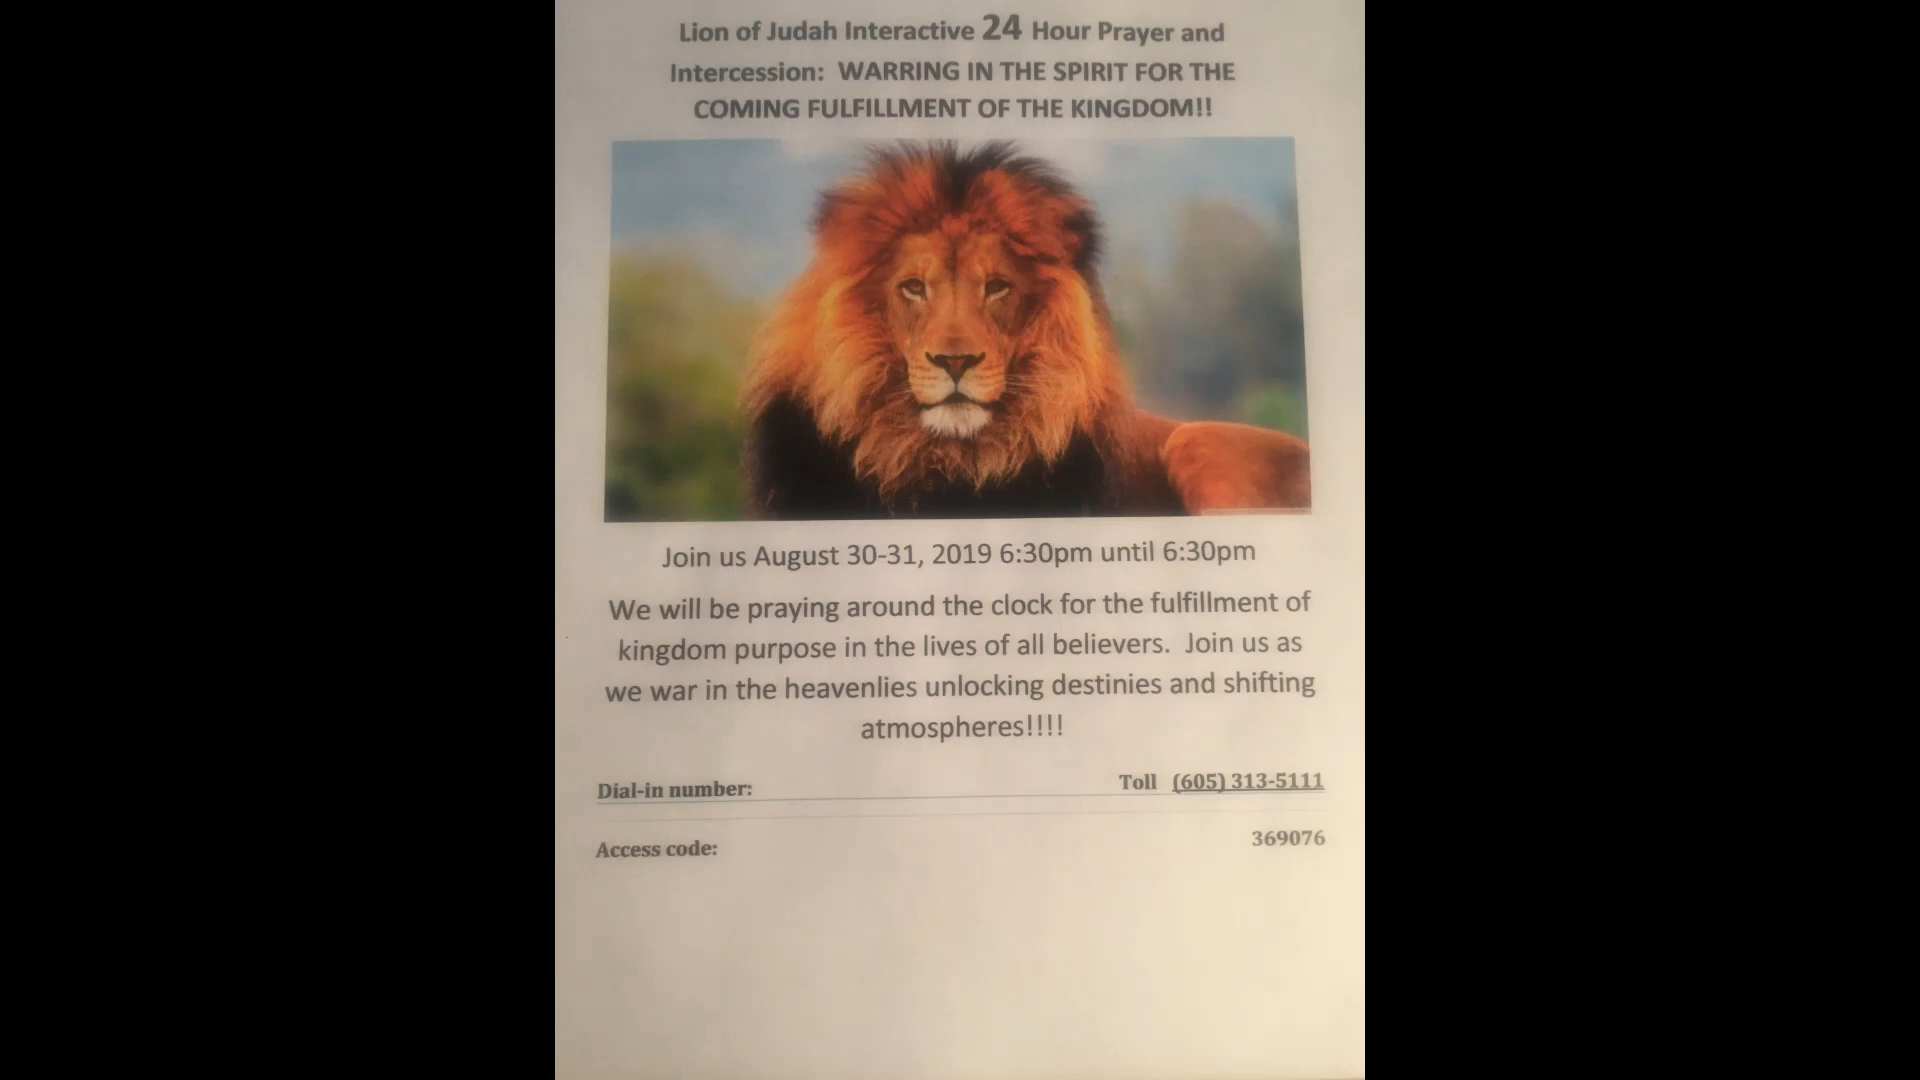 Lion of Judah Interactive 24 Hour Prayer and
Intercession: WARRING IN THE SPIRIT FOR THE
COMING FULFILLMENT OF THE KINGDOM!!
Join us August 30-31, 2019 6:30pm until 6:30pm
We will be praying around the clock for the fulfillment of
kingdom purpose in the lives of all believers. Join us as
we war in the heavenlies unlocking destinies and shifting
atmospheres!!!!
Dial-in number: Toll (605) 313-5111
Access code: 369076